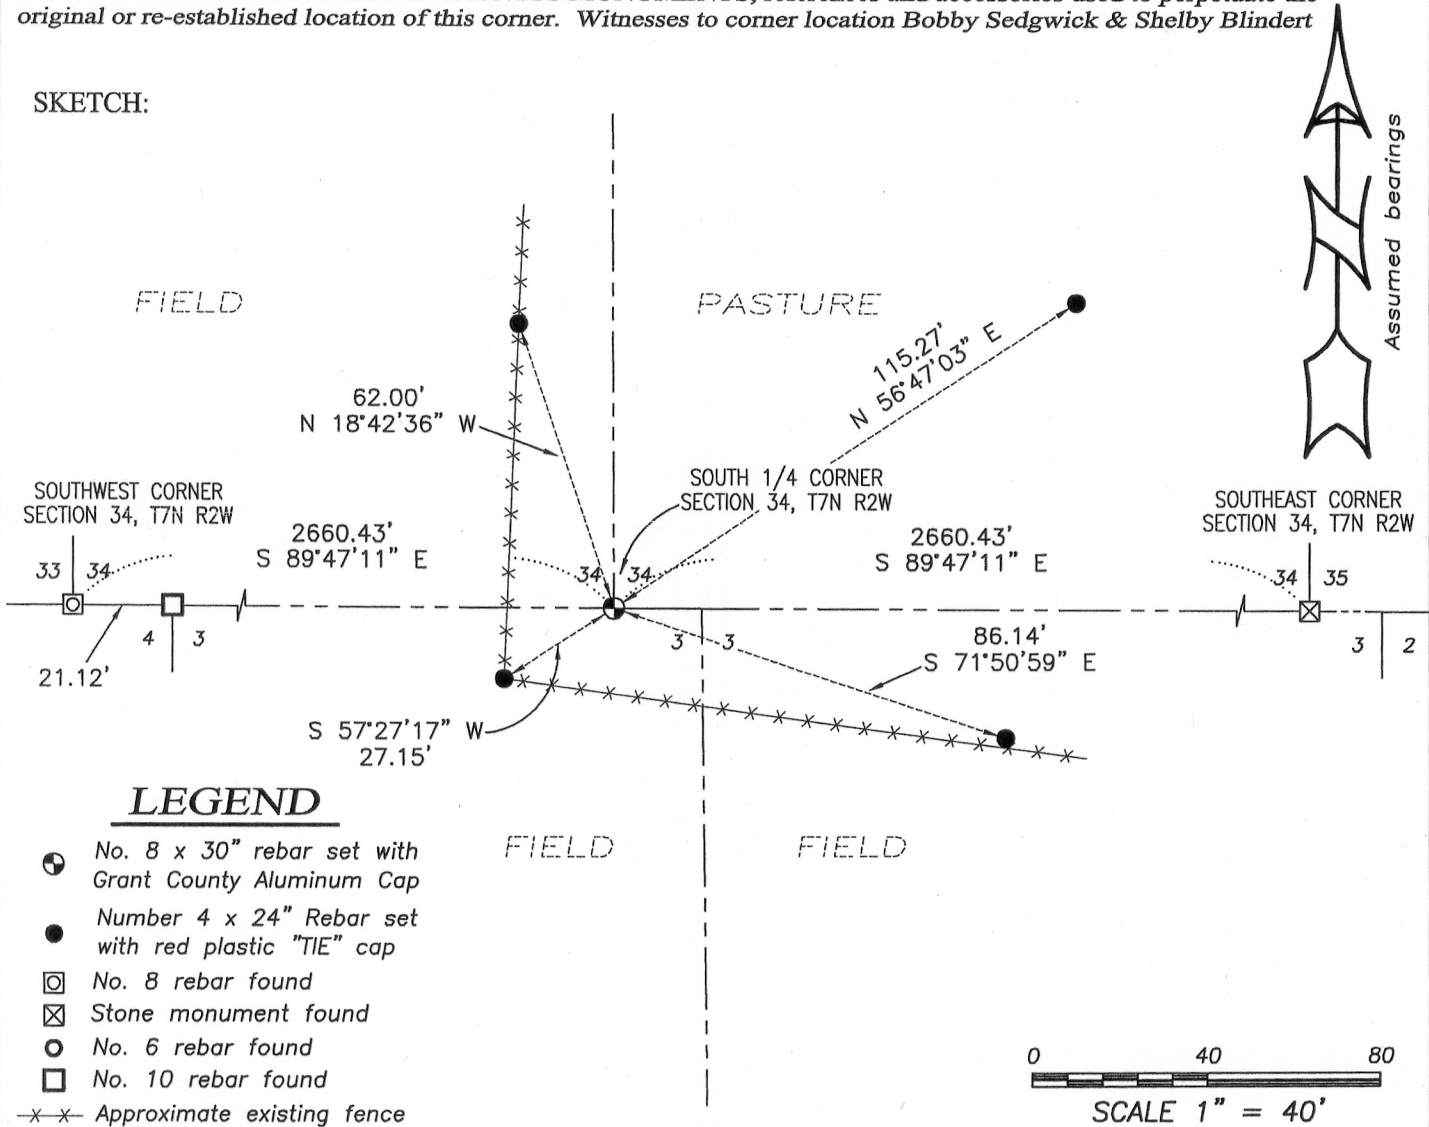 original or re-established location of this corner. Witnesses to corner location Bobby Sedgwick & Shelby Blindert
SKETCH:
Assumed bearings
FIELD
PASTURE
115.27'
N 56°47'03" E
62.00'
N 18°42'36" W
SOUTH 1/4 CORNER
SECTION 34, T7N R2W
SOUTHWEST CORNER
SECTION 34, T7N R2W
SOUTHEAST CORNER
SECTION 34, T7N R2W
2660.43'
S 89°47'11" E
2660.43'
S 89°47'11" E
33 34
34 34
34 35
4 3
3 3
3 2
21.12'
86.14'
S 71°50'59" E
S 57°27'17" W
27.15'
LEGEND
No. 8 x 30" rebar set with
Grant County Aluminum Cap
Number 4 x 24" Rebar set
with red plastic "TIE" cap
No. 8 rebar found
Stone monument found
No. 6 rebar found
No. 10 rebar found
Approximate existing fence
FIELD
FIELD
0 40 80
SCALE 1" = 40'